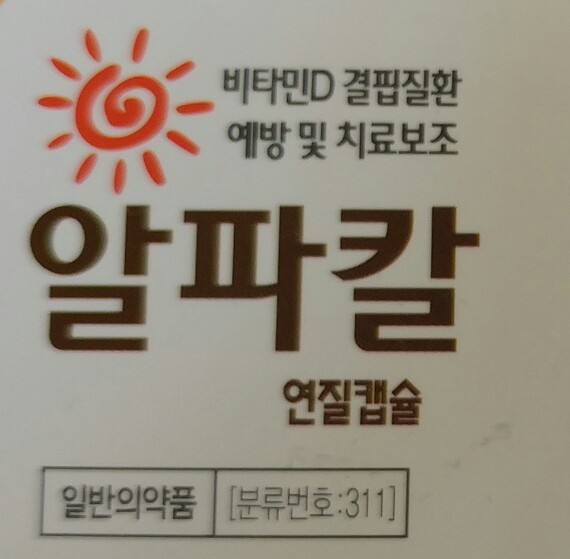 비타민D 결핍질환
예방 및 치료보조
알파칼
연질캡슐
일반의약품 [분류번호:311]